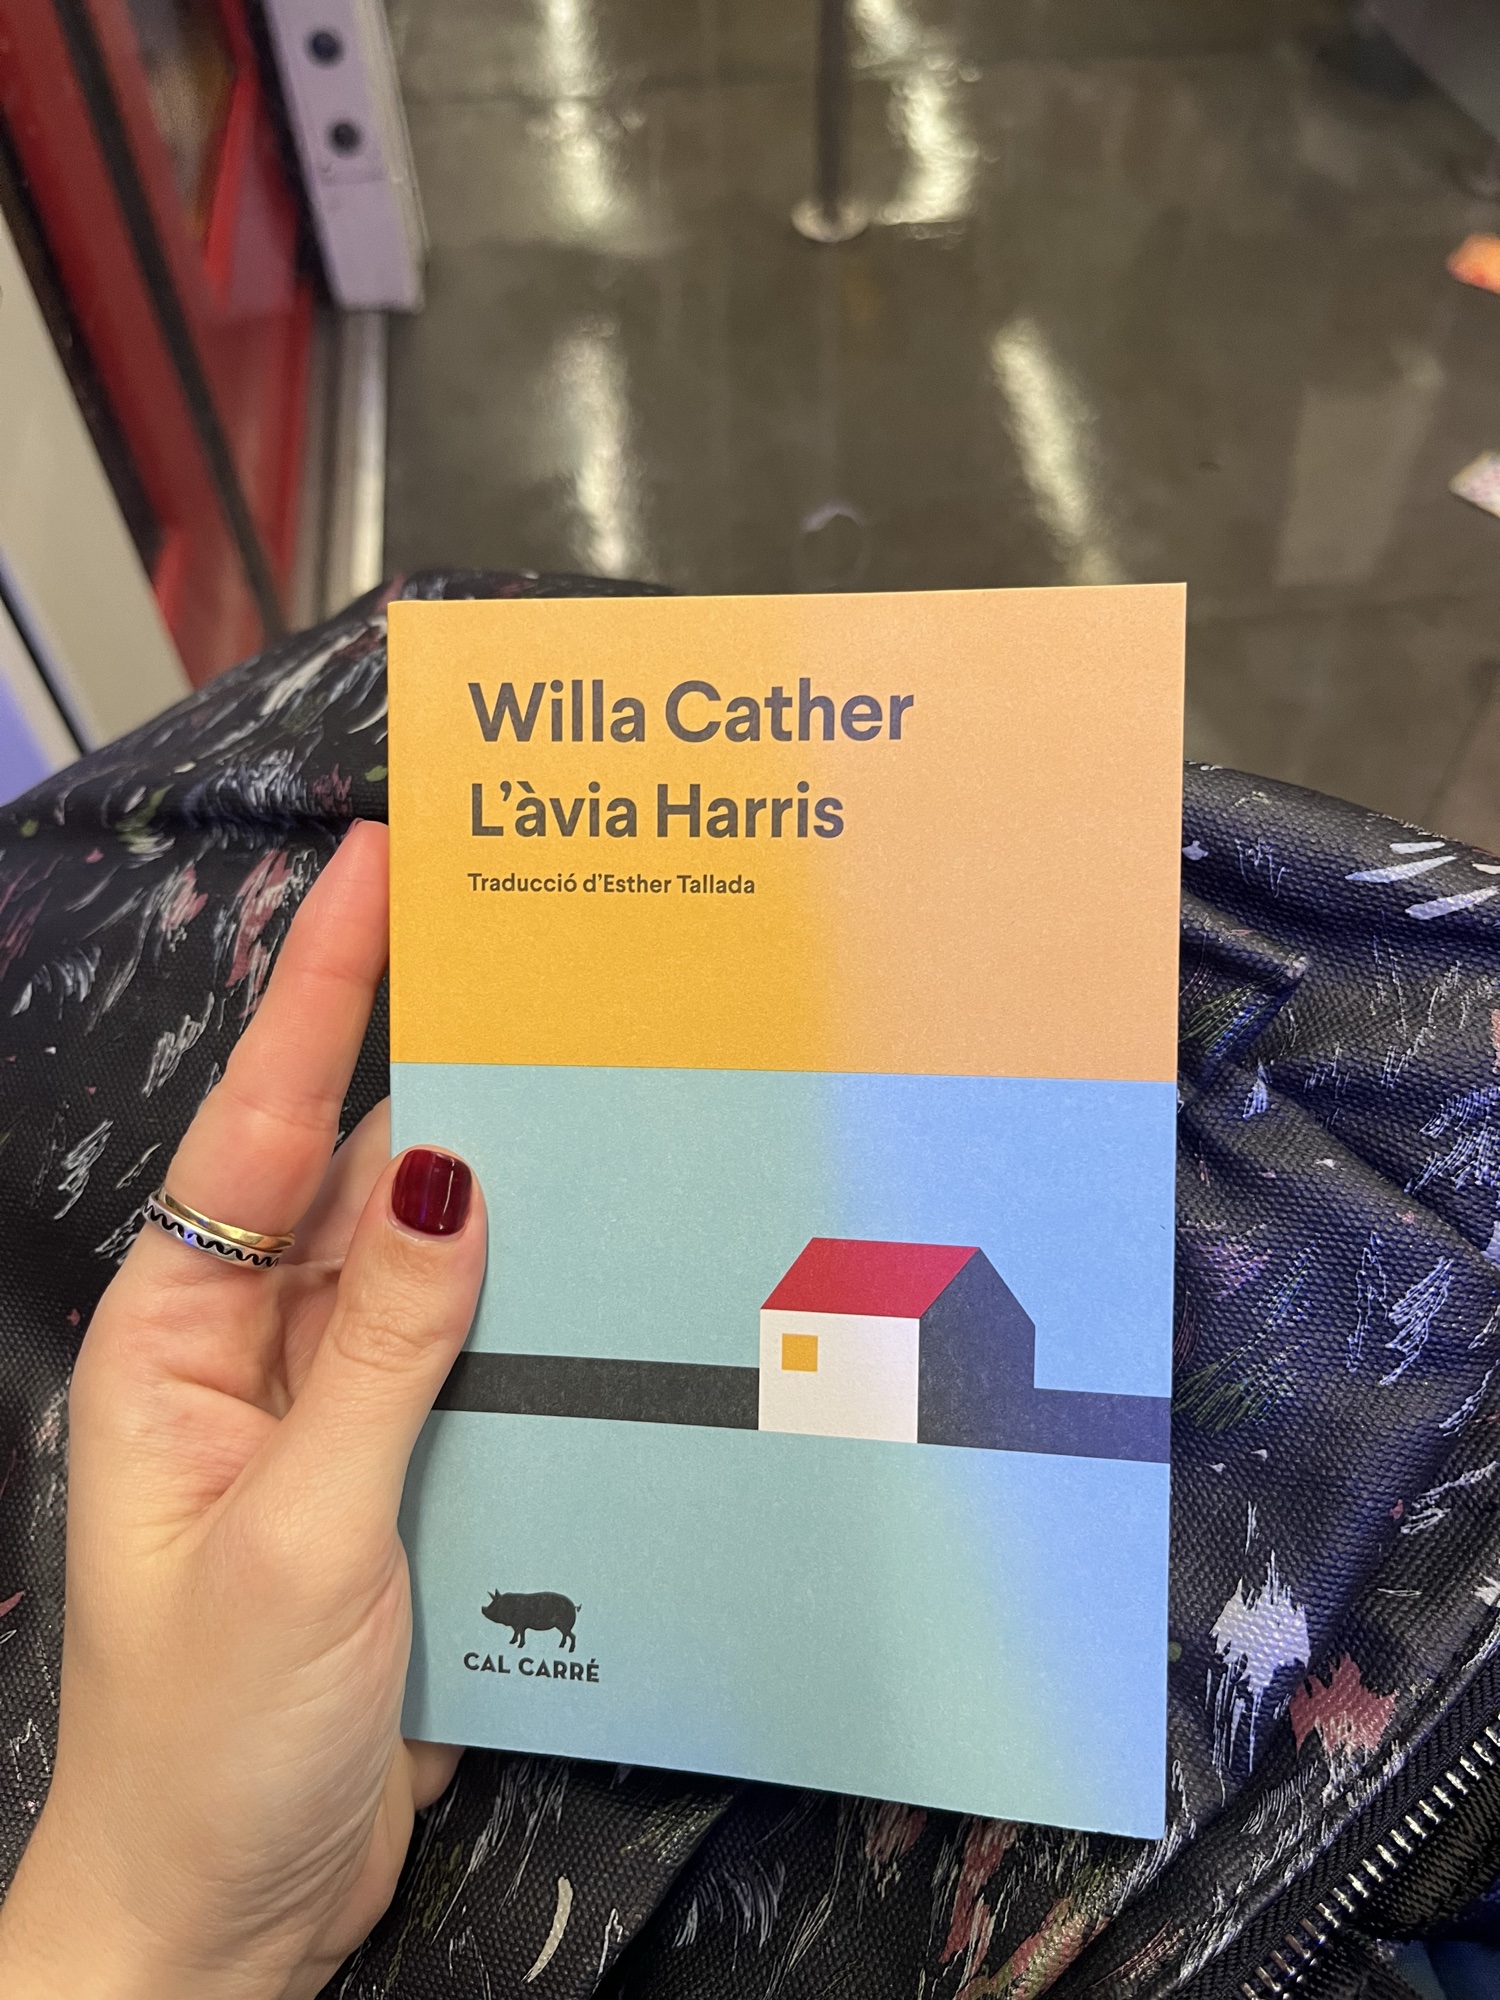 Willa Cather
L’àvia Harris
Traducció d’Esther Tallada
CAL CARRÉ